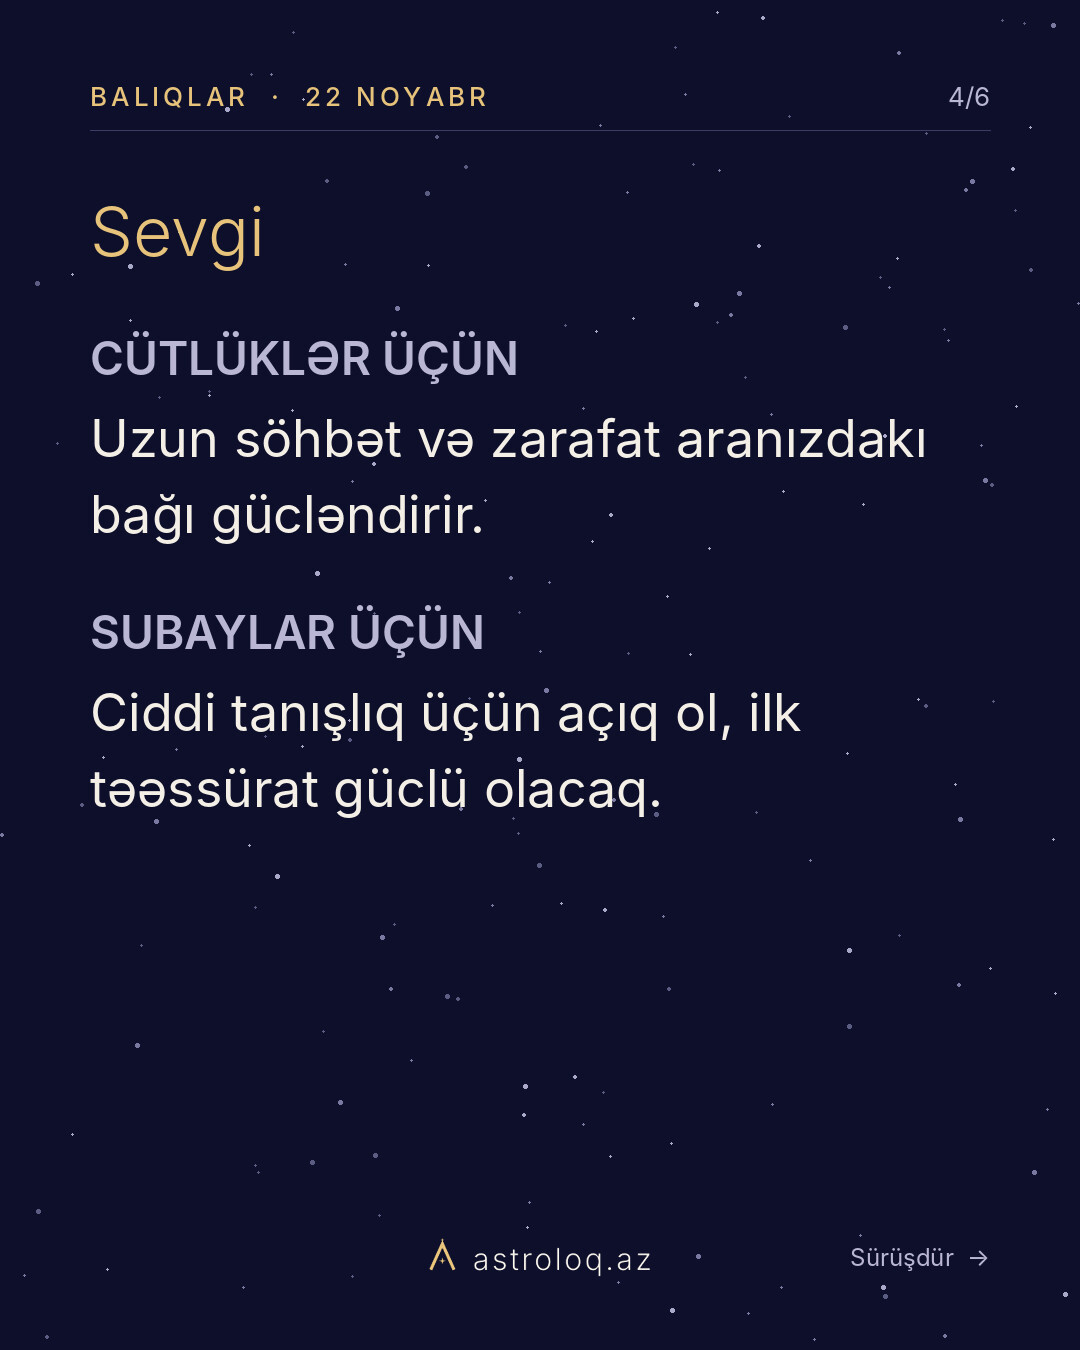 BALIQLAR · 22 NOYABR 4/6
Sevgi
CÜTLÜKLƏR ÜÇÜN
Uzun söhbət və zarafat aranızdakı
bağı gücləndirir.
SUBAYLAR ÜÇÜN
Ciddi tanışlıq üçün açıq ol, ilk
təəssürat güclü olacaq.
astroloq.az Sürüşdür →